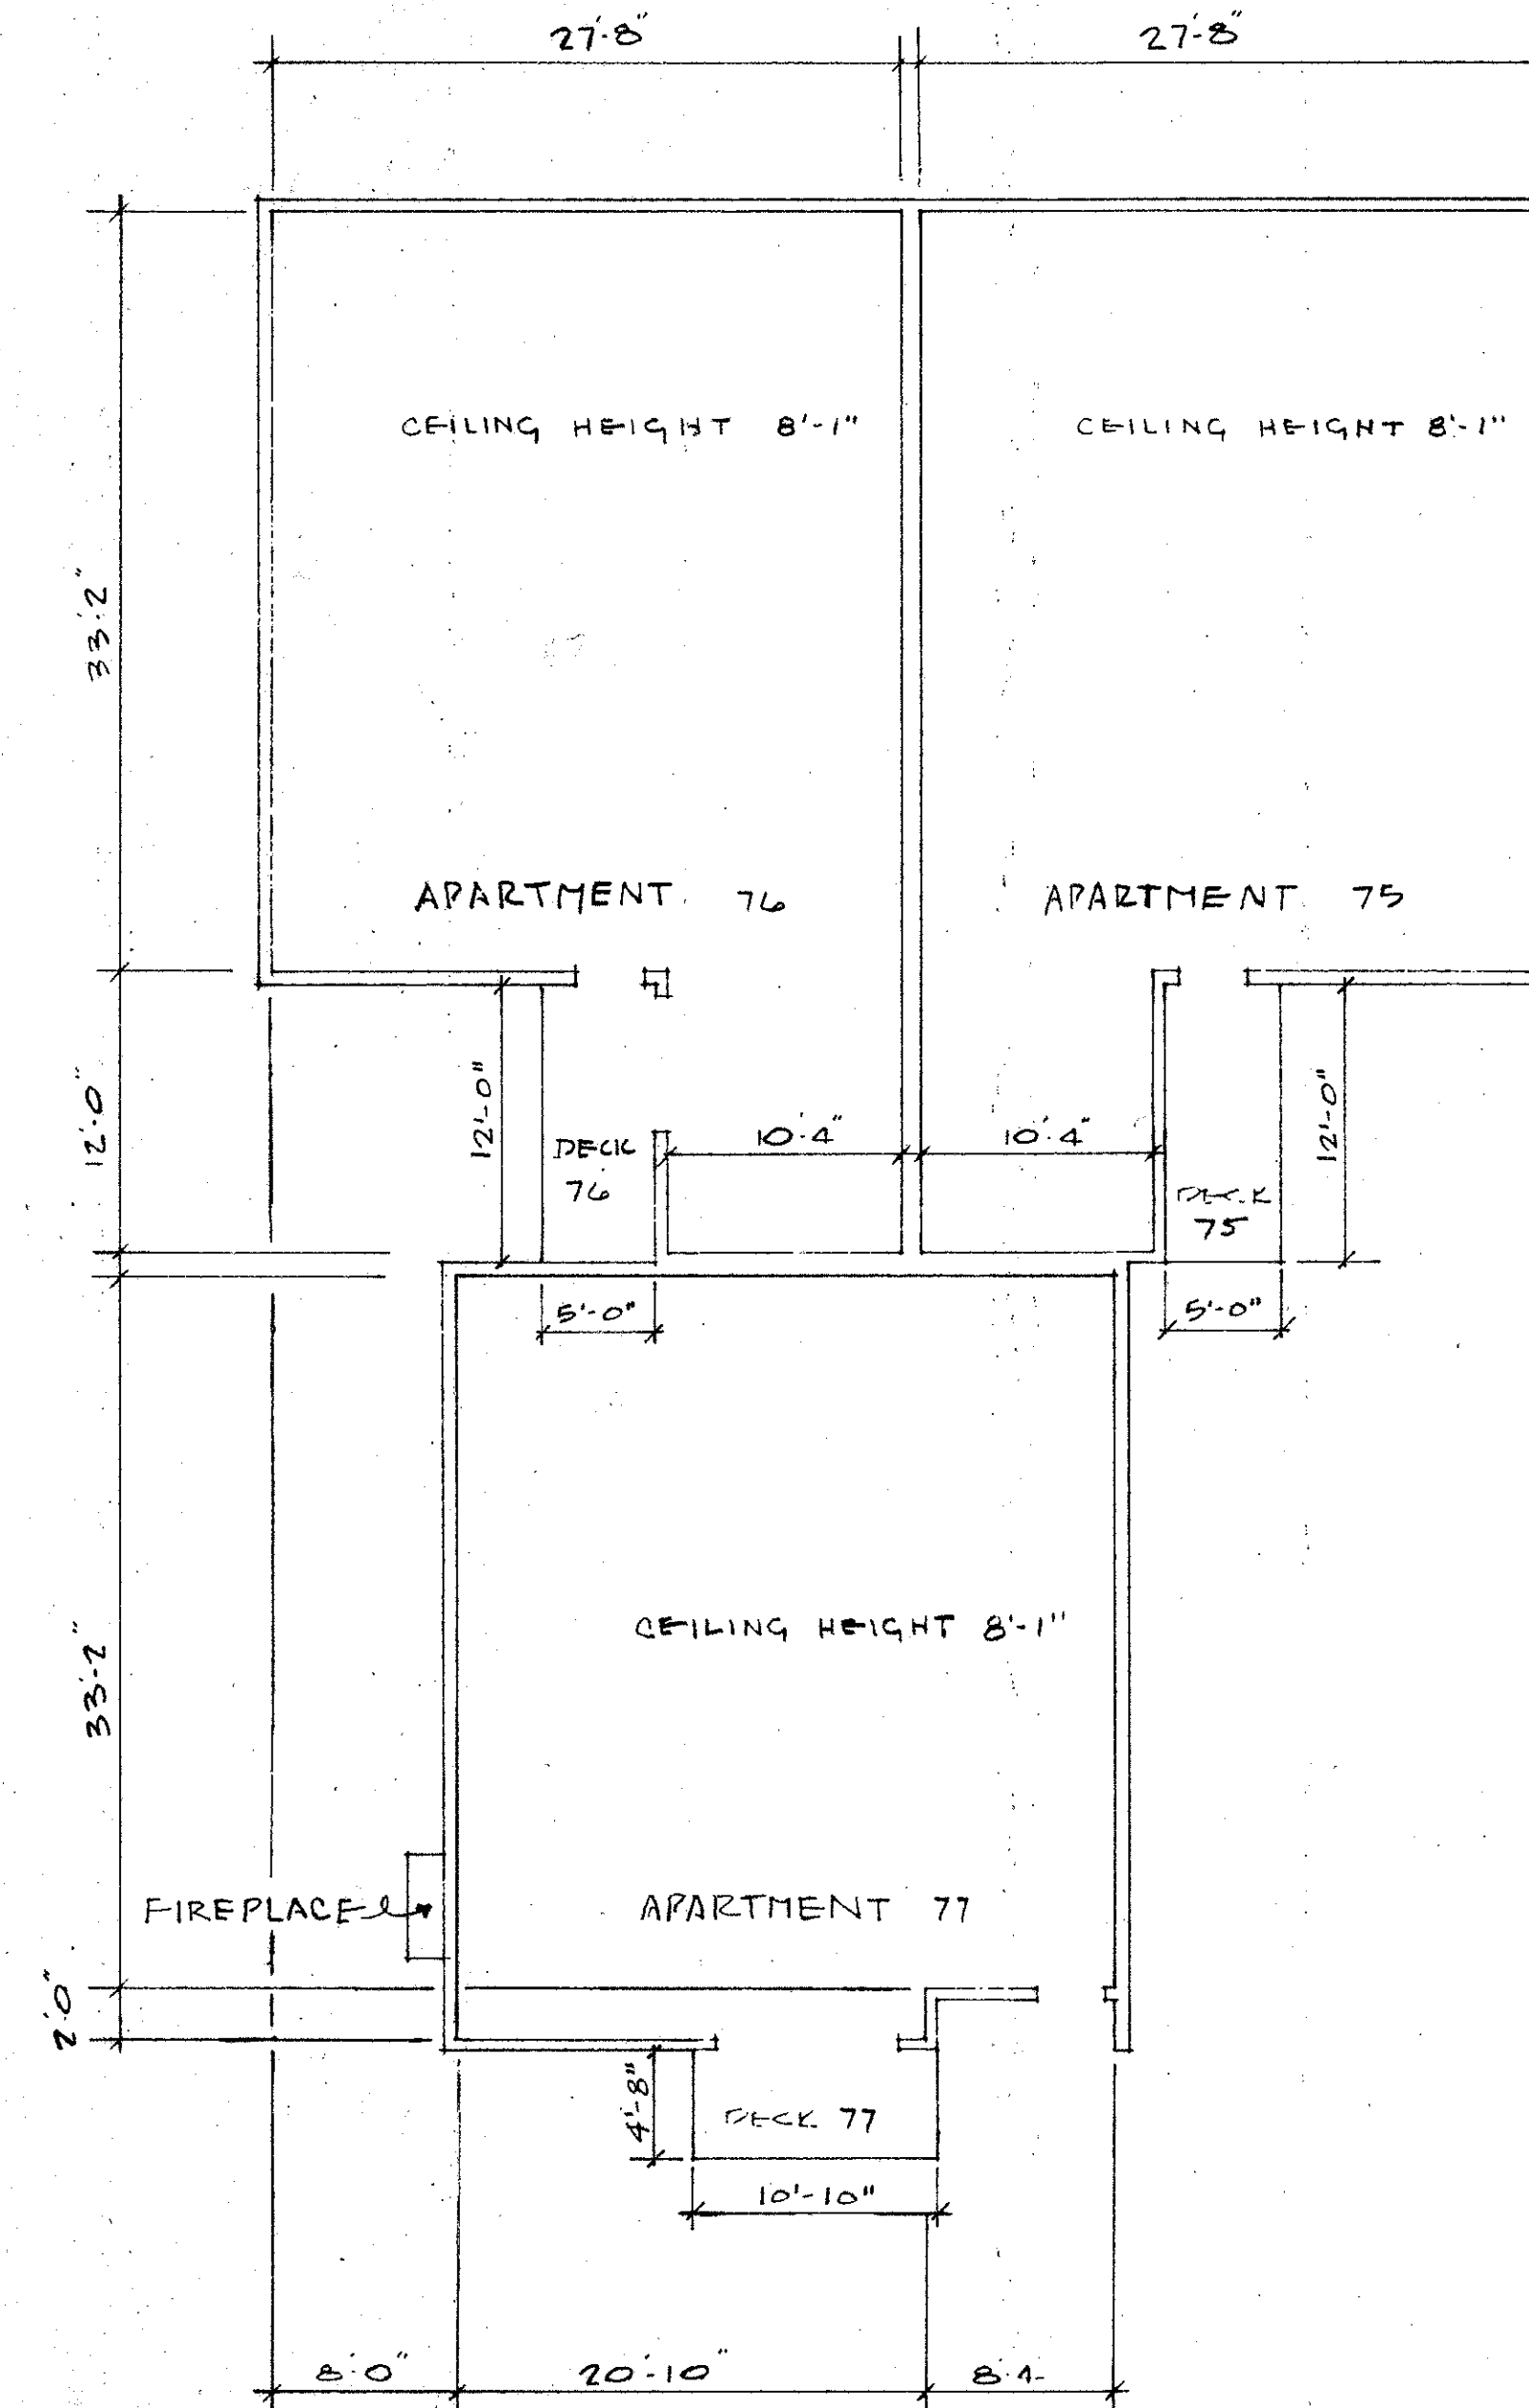 27'-8"
27'-8"
CEILING HEIGHT 8'-1"
CEILING HEIGHT 8'-1"
33'-2"
APARTMENT 76
APARTMENT 75
12'-0"
12'-0"
DECK
76
10'-4"
10'-4"
DECK
75
12'-0"
5'-0"
5'-0"
CEILING HEIGHT 8'-1"
33'-2"
FIREPLACE
APARTMENT 77
2'-0"
4'-8"
DECK 77
10'-10"
8'-0"
20'-10"